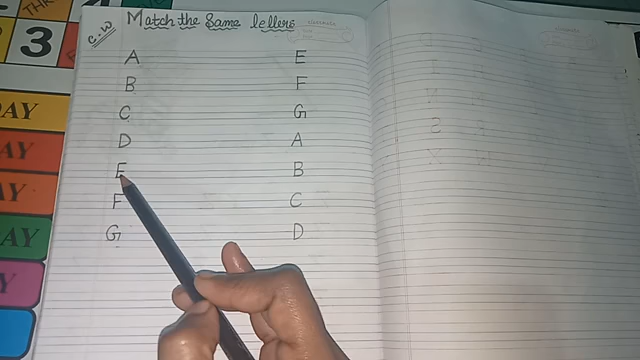 Match the Same letters
C.W
A E
B F
C G
D A
E B
F C
G D
3
AY
AY
AY
AY
Y